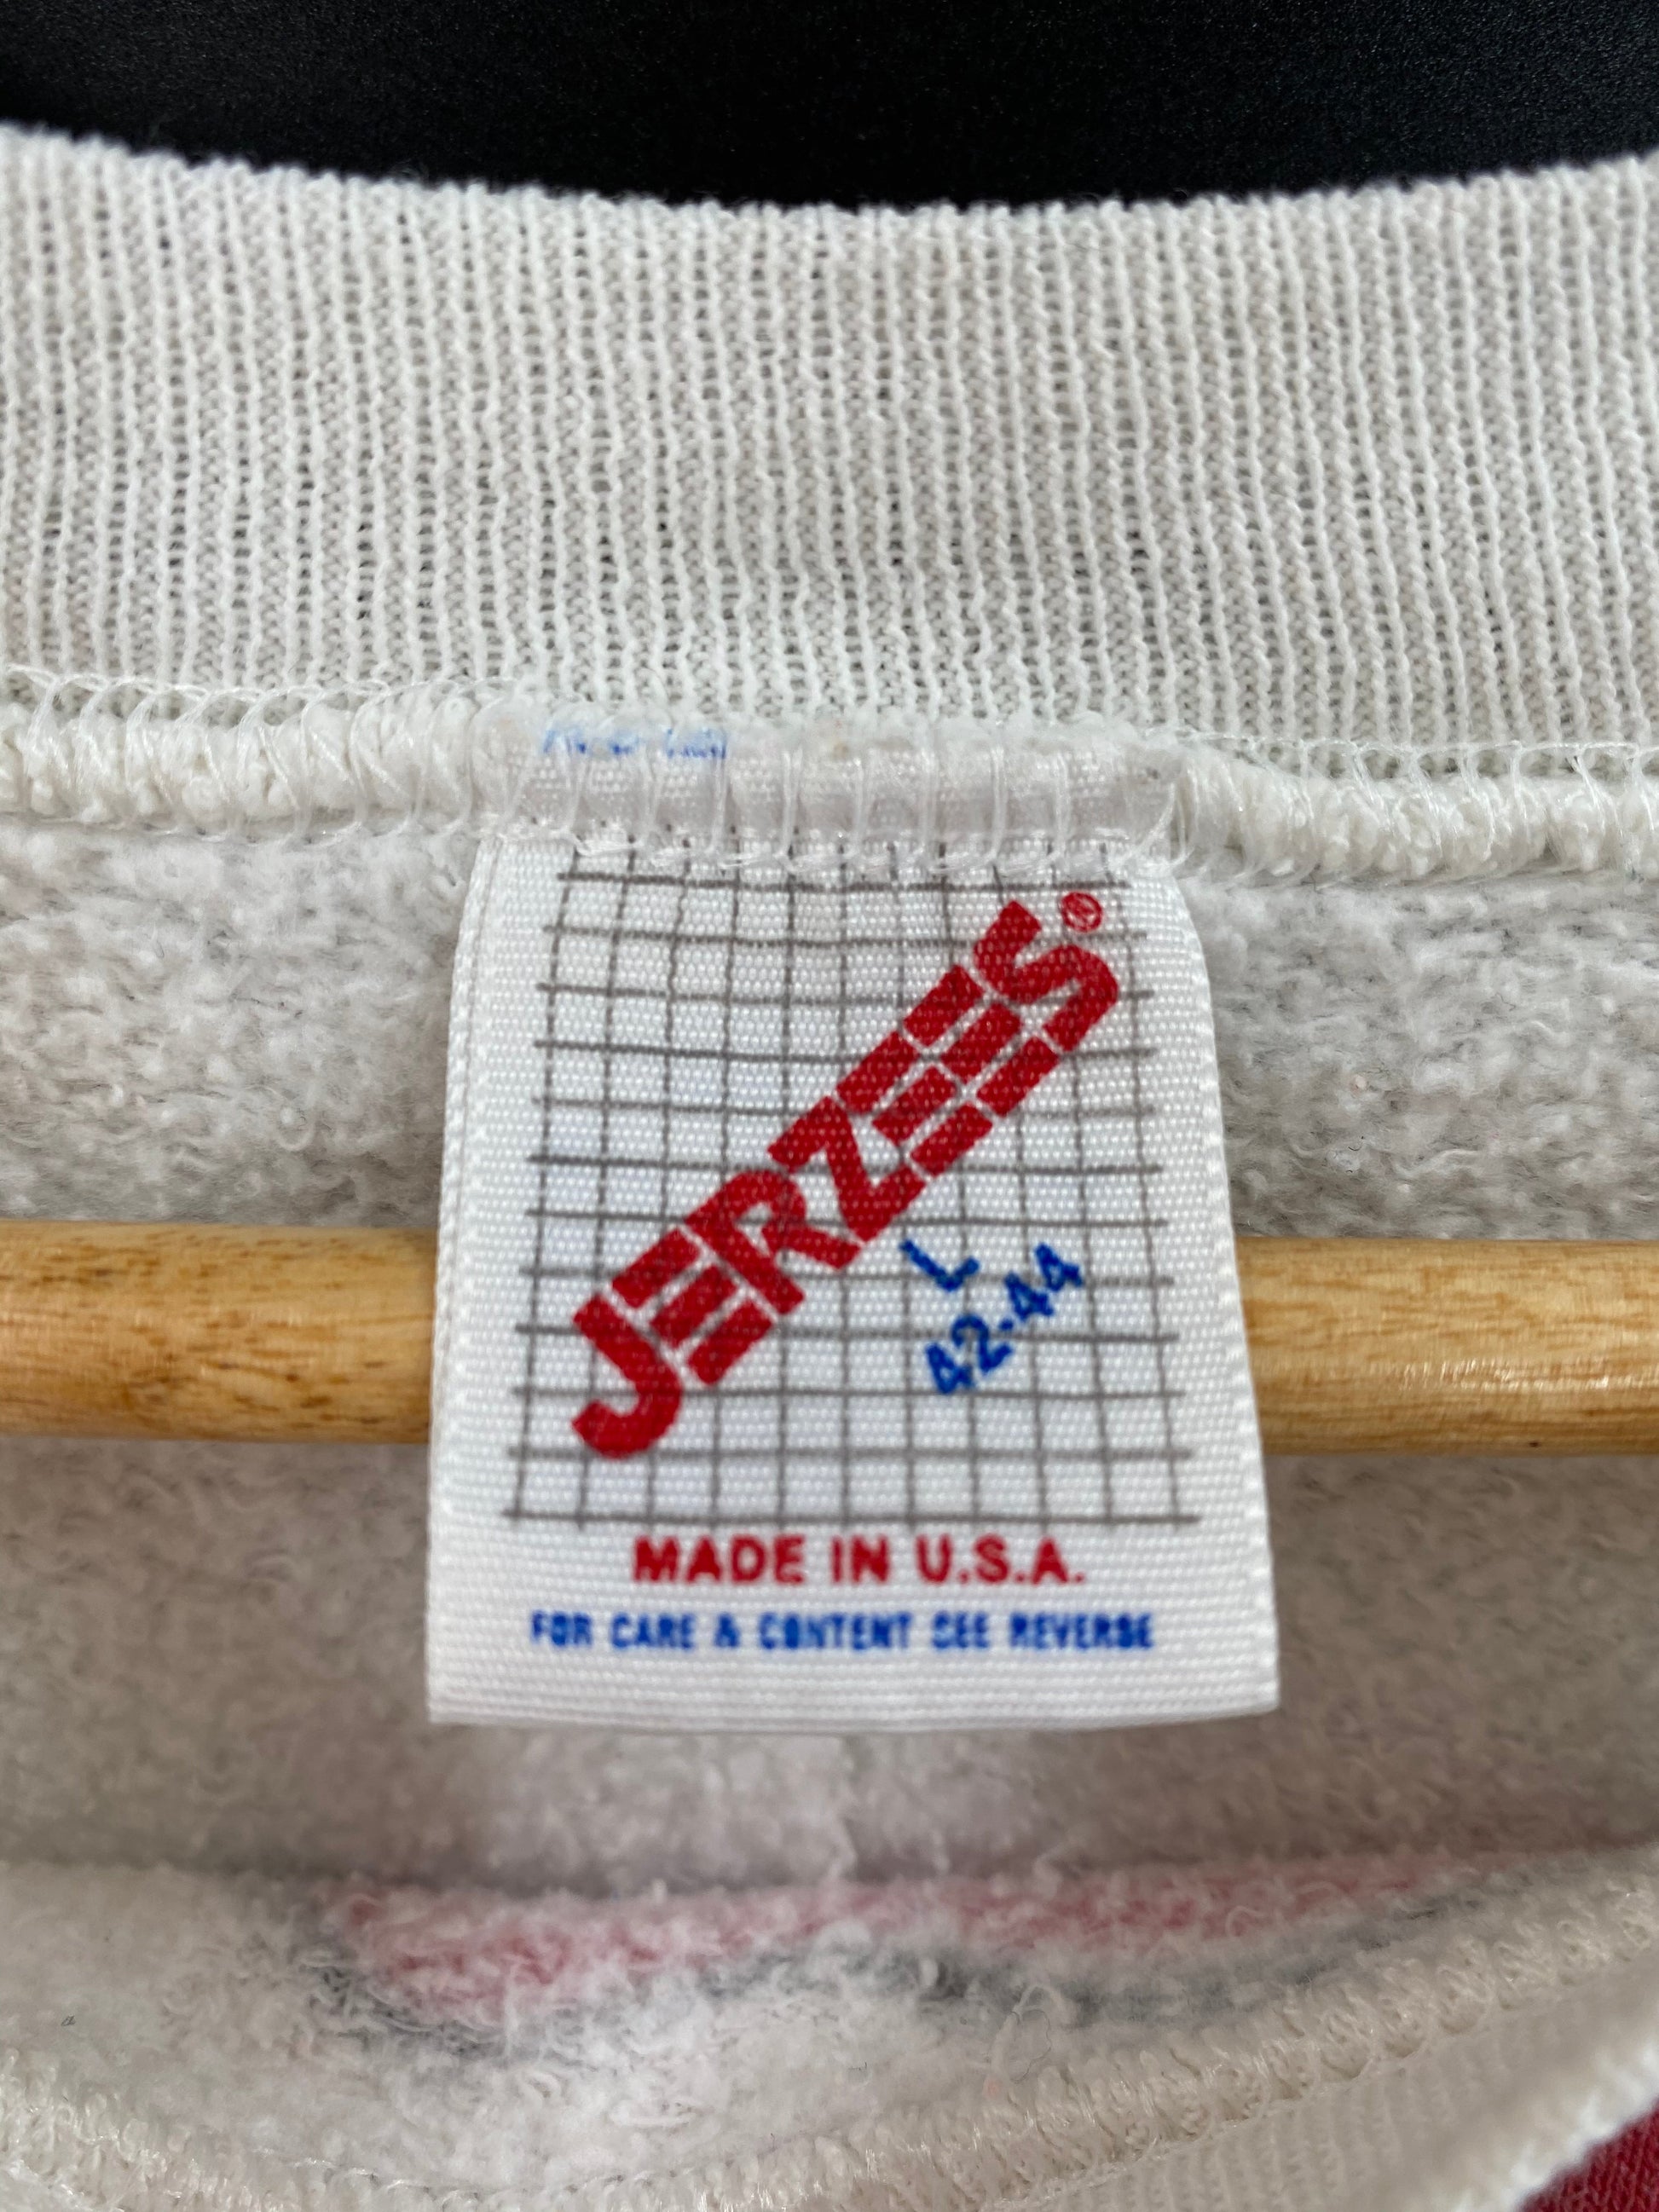 JERZEES®
L
42-44
MADE IN U.S.A.
FOR CARE & CONTENT SEE REVERSE